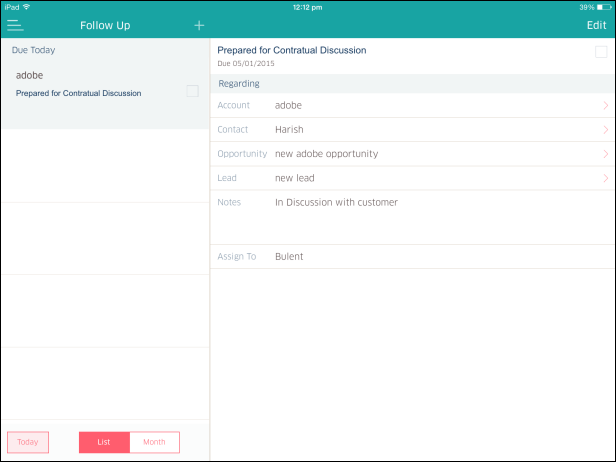 iPad 12:12 pm 39%
Follow Up + Edit
Due Today
adobe
Prepared for Contratual Discussion
Today List Month
Prepared for Contratual Discussion
Due 05/01/2015
Regarding
Account adobe
Contact Harish
Opportunity new adobe opportunity
Lead new lead
Notes In Discussion with customer
Assign To Bulent